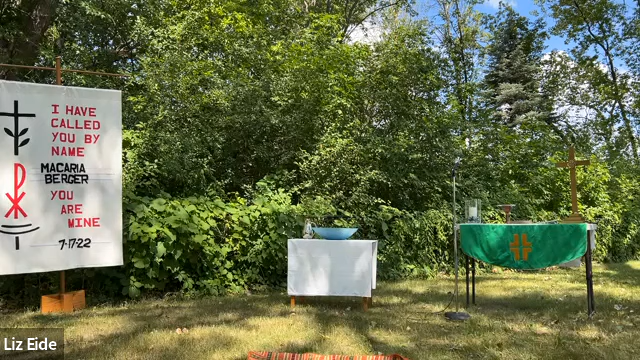 I HAVE
CALLED
YOU BY
NAME
MACARIA
BERGER
YOU
ARE
MINE
7-17-22
Liz Eide